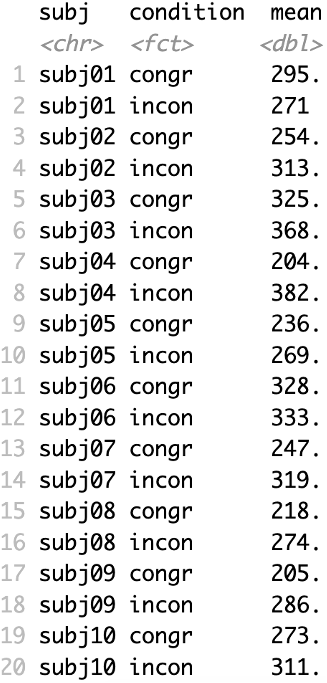 subj condition mean
<chr> <fct> <dbl>
1 subj01 congr 295.
2 subj01 incon 271
3 subj02 congr 254.
4 subj02 incon 313.
5 subj03 congr 325.
6 subj03 incon 368.
7 subj04 congr 204.
8 subj04 incon 382.
9 subj05 congr 236.
10 subj05 incon 269.
11 subj06 congr 328.
12 subj06 incon 333.
13 subj07 congr 247.
14 subj07 incon 319.
15 subj08 congr 218.
16 subj08 incon 274.
17 subj09 congr 205.
18 subj09 incon 286.
19 subj10 congr 273.
20 subj10 incon 311.